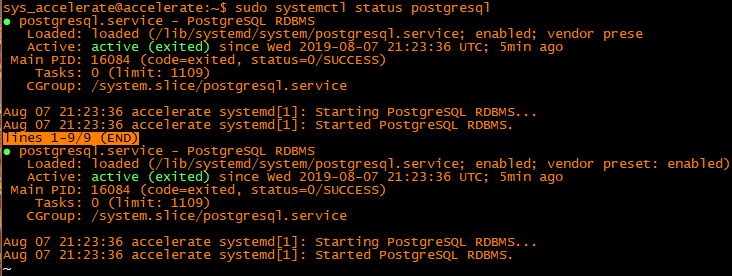 sys_accelerate@accelerate:~$ sudo systemctl status postgresql
● postgresql.service - PostgreSQL RDBMS
   Loaded: loaded (/lib/systemd/system/postgresql.service; enabled; vendor prese
   Active: active (exited) since Wed 2019-08-07 21:23:36 UTC; 5min ago
 Main PID: 16084 (code=exited, status=0/SUCCESS)
    Tasks: 0 (limit: 1109)
   CGroup: /system.slice/postgresql.service

Aug 07 21:23:36 accelerate systemd[1]: Starting PostgreSQL RDBMS...
Aug 07 21:23:36 accelerate systemd[1]: Started PostgreSQL RDBMS.
lines 1-9/9 (END)
● postgresql.service - PostgreSQL RDBMS
   Loaded: loaded (/lib/systemd/system/postgresql.service; enabled; vendor preset: enabled)
   Active: active (exited) since Wed 2019-08-07 21:23:36 UTC; 5min ago
 Main PID: 16084 (code=exited, status=0/SUCCESS)
    Tasks: 0 (limit: 1109)
   CGroup: /system.slice/postgresql.service

Aug 07 21:23:36 accelerate systemd[1]: Starting PostgreSQL RDBMS...
Aug 07 21:23:36 accelerate systemd[1]: Started PostgreSQL RDBMS.
~